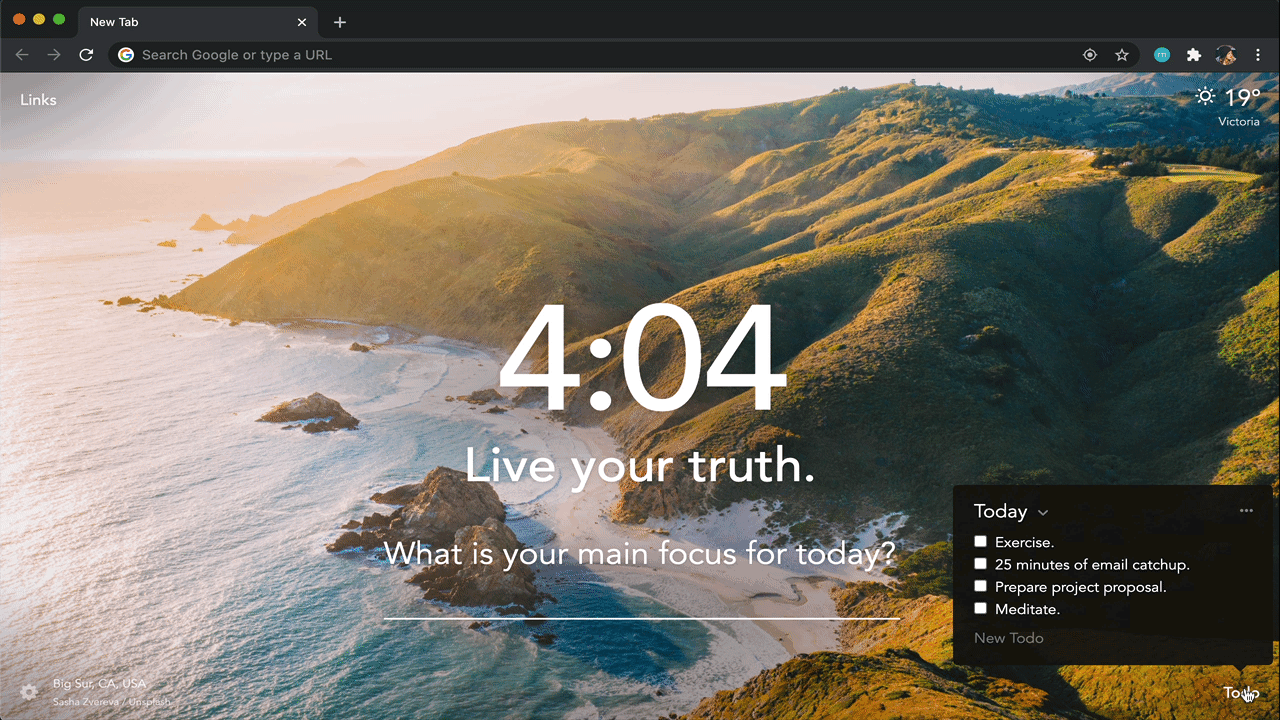 New Tab
Search Google or type a URL
Links
19°
Victoria
4:04
Live your truth.
What is your main focus for today?
Today
Exercise.
25 minutes of email catchup.
Prepare project proposal.
Meditate.
New Todo
Big Sur, CA, USA
Sasha Zvereva / Unsplash